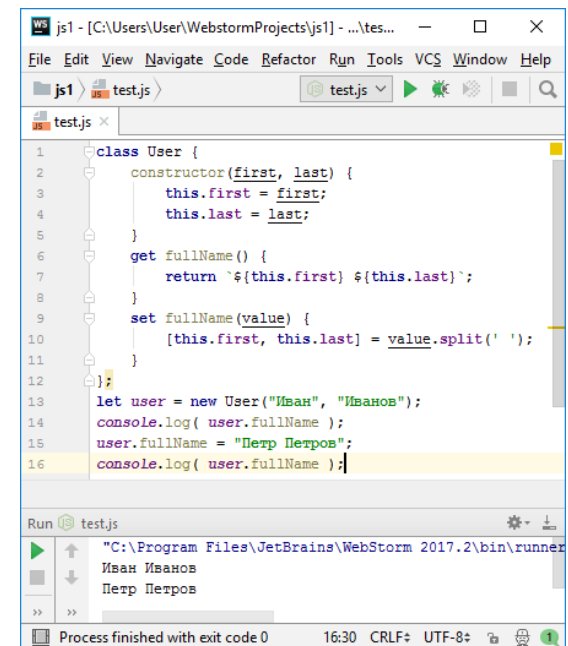 WS js1 - [C:\Users\User\WebstormProjects\js1] - ...\tes...
File Edit View Navigate Code Refactor Run Tools VCS Window Help
js1 test.js test.js
test.js
1 class User {
2 constructor(first, last) {
3 this.first = first;
4 this.last = last;
5 }
6 get fullName() {
7 return `${this.first} ${this.last}`;
8 }
9 set fullName(value) {
10 [this.first, this.last] = value.split(' ');
11 }
12 };
13 let user = new User("Иван", "Иванов");
14 console.log( user.fullName );
15 user.fullName = "Петр Петров";
16 console.log( user.fullName );
Run test.js
"C:\Program Files\JetBrains\WebStorm 2017.2\bin\runner
Иван Иванов
Петр Петров
Process finished with exit code 0 16:30 CRLF UTF-8 1